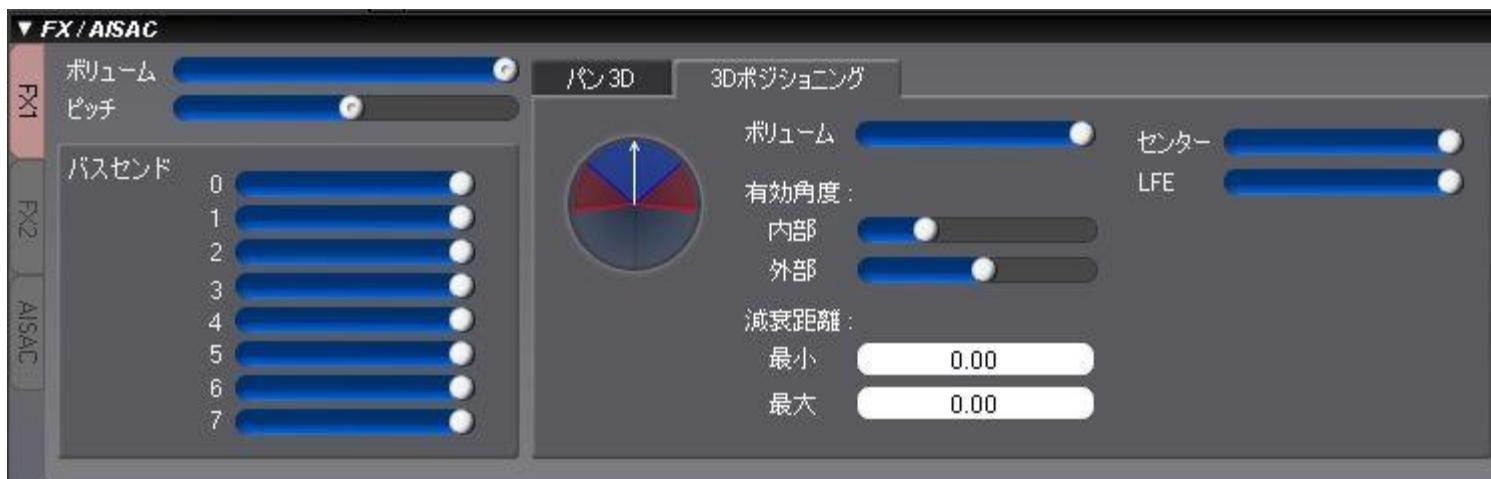 ▼ FX / AISAC
FX1
FX2
AISAC
ボリューム
ピッチ
バスセンド
0
1
2
3
4
5
6
7
パン3D
3Dポジショニング
ボリューム
有効角度 :
内部
外部
減衰距離 :
最小 0.00
最大 0.00
センター
LFE